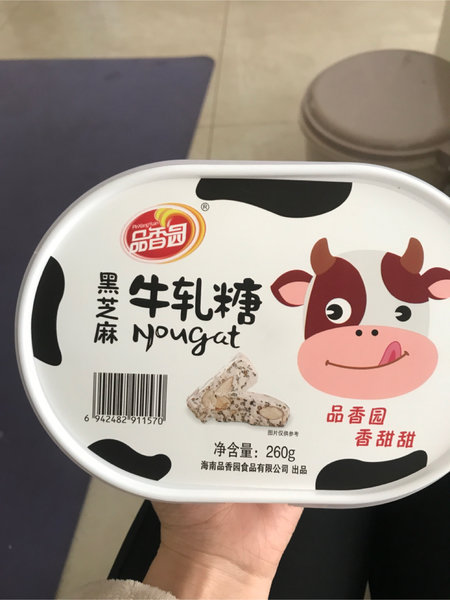 PinXiangYuan
品香园
®
黑芝麻
牛轧糖
Nougat
6 942482 911570
图片仅供参考
净含量：260g
海南品香园食品有限公司 出品
品香园
香甜甜